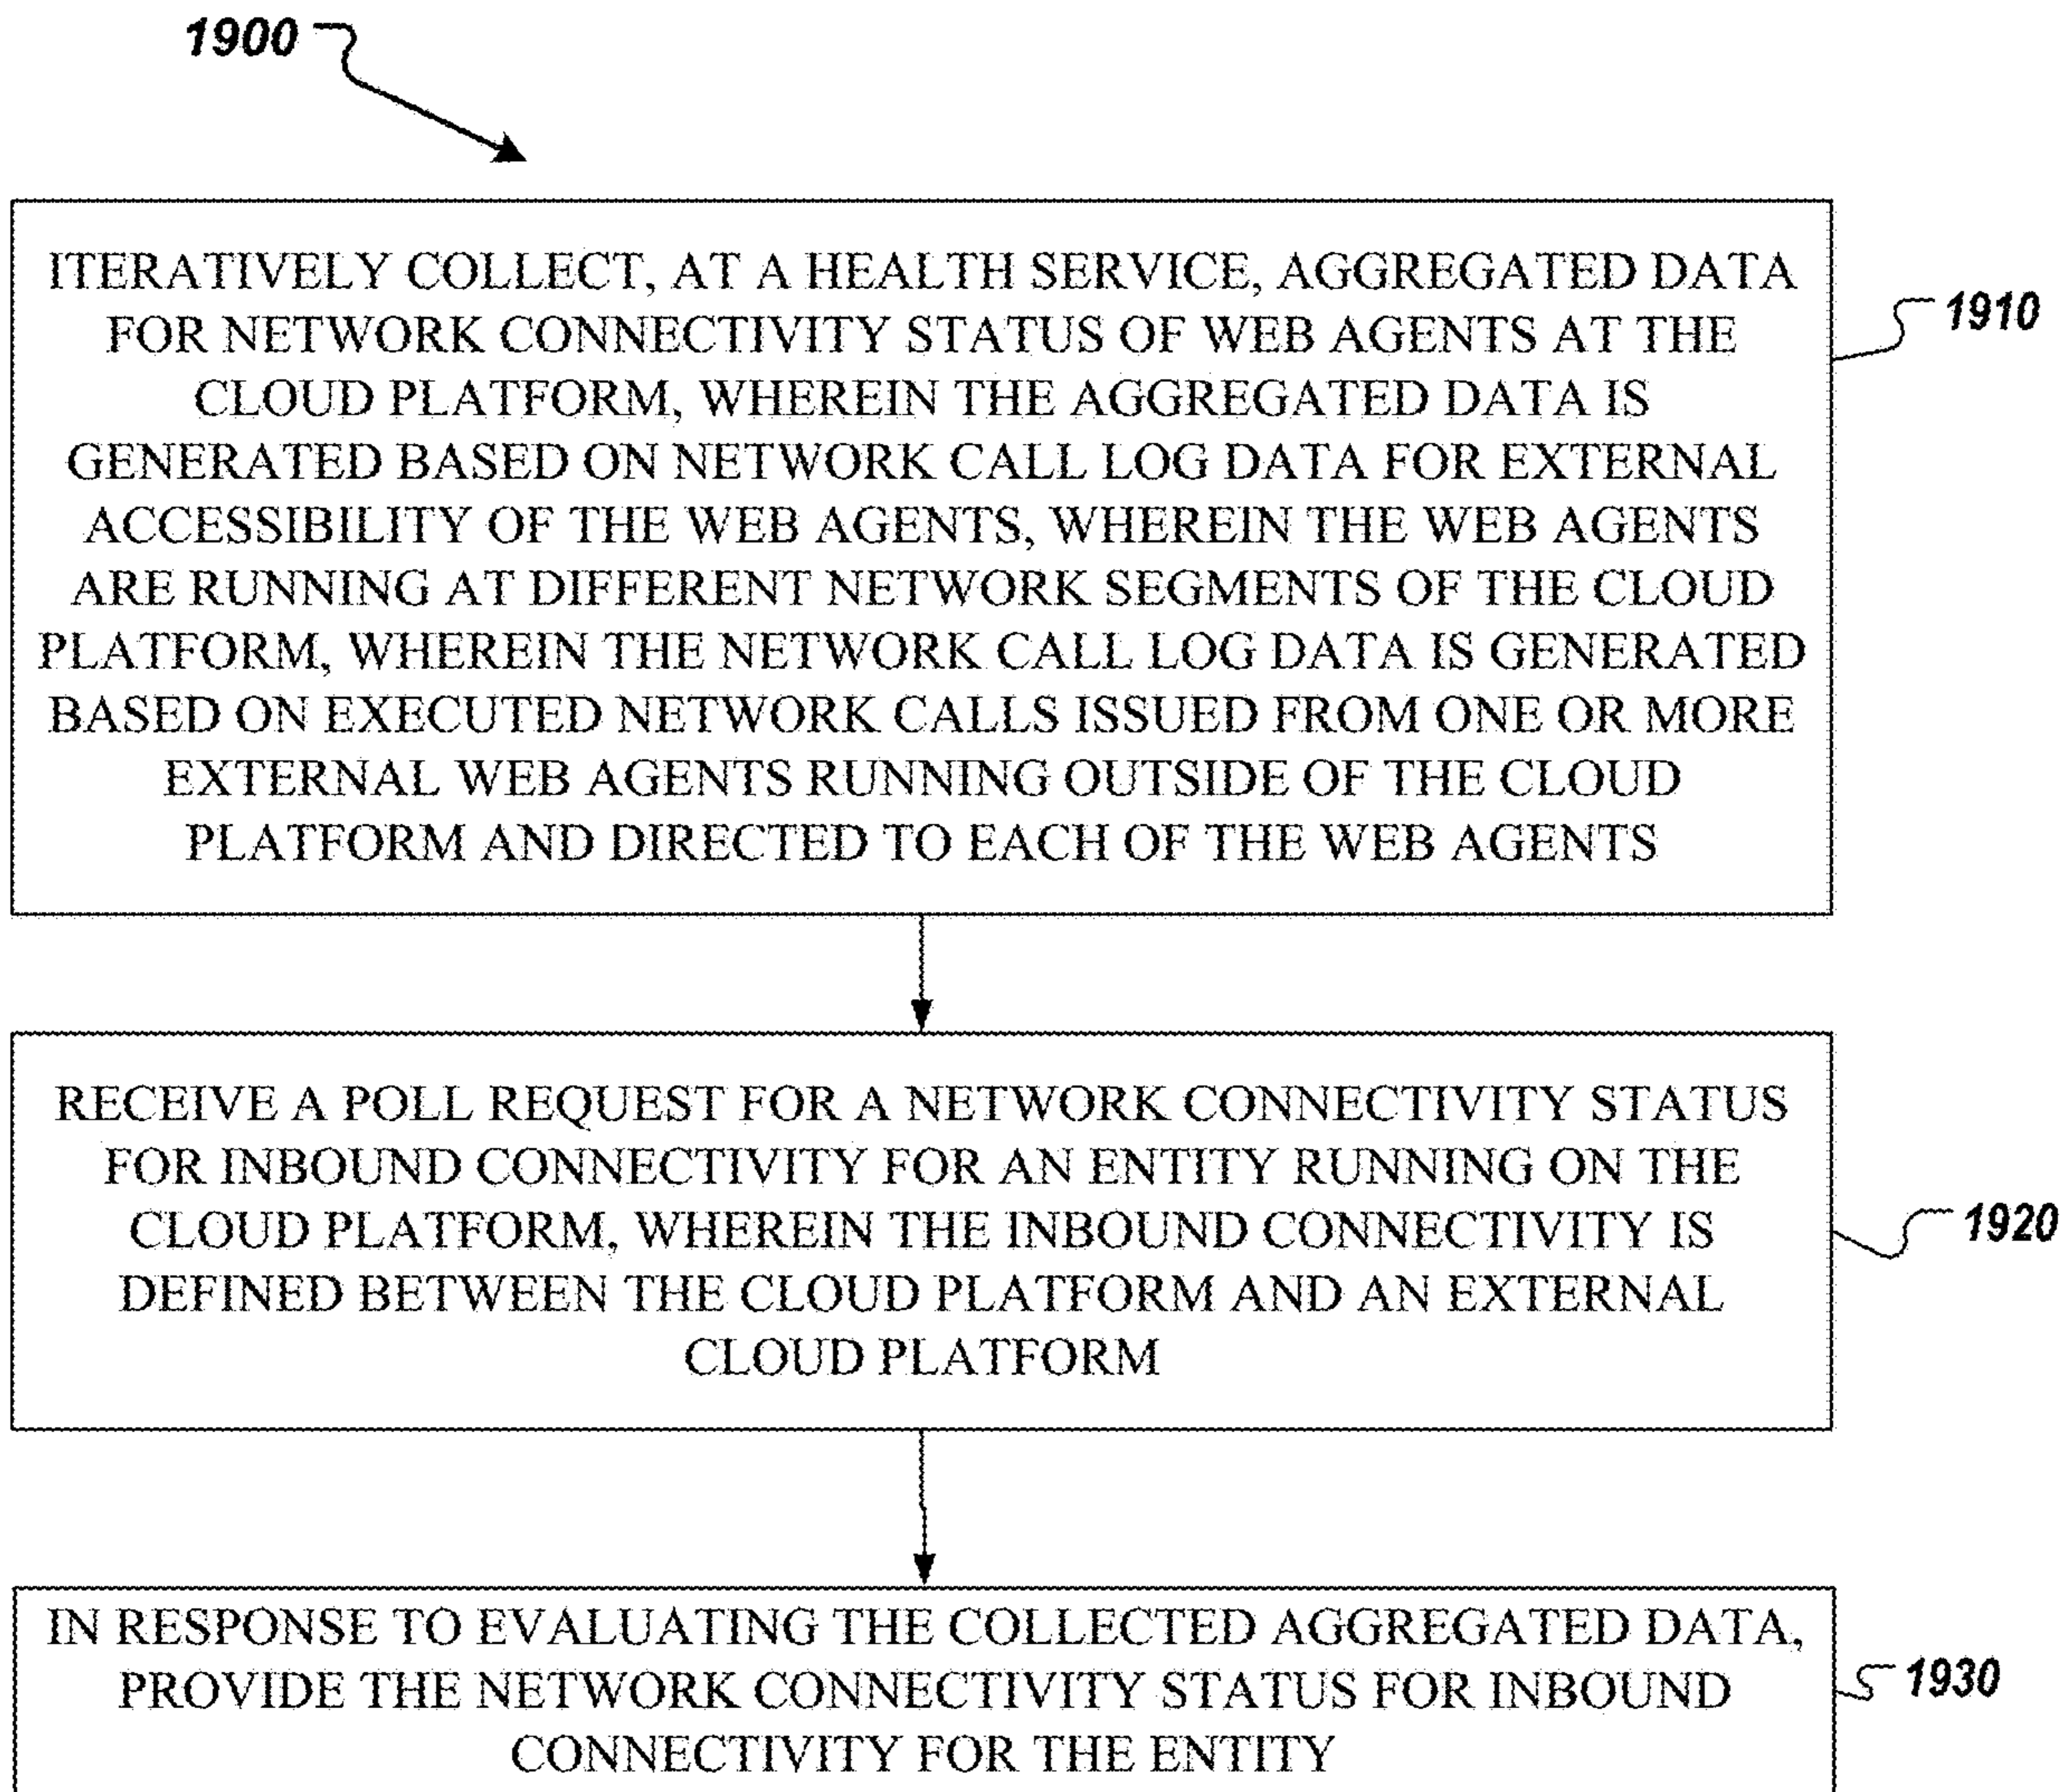 1900
ITERATIVELY COLLECT, AT A HEALTH SERVICE, AGGREGATED DATA
FOR NETWORK CONNECTIVITY STATUS OF WEB AGENTS AT THE
CLOUD PLATFORM, WHEREIN THE AGGREGATED DATA IS
GENERATED BASED ON NETWORK CALL LOG DATA FOR EXTERNAL
ACCESSIBILITY OF THE WEB AGENTS, WHEREIN THE WEB AGENTS
ARE RUNNING AT DIFFERENT NETWORK SEGMENTS OF THE CLOUD
PLATFORM, WHEREIN THE NETWORK CALL LOG DATA IS GENERATED
BASED ON EXECUTED NETWORK CALLS ISSUED FROM ONE OR MORE
EXTERNAL WEB AGENTS RUNNING OUTSIDE OF THE CLOUD
PLATFORM AND DIRECTED TO EACH OF THE WEB AGENTS
1910
RECEIVE A POLL REQUEST FOR A NETWORK CONNECTIVITY STATUS
FOR INBOUND CONNECTIVITY FOR AN ENTITY RUNNING ON THE
CLOUD PLATFORM, WHEREIN THE INBOUND CONNECTIVITY IS
DEFINED BETWEEN THE CLOUD PLATFORM AND AN EXTERNAL
CLOUD PLATFORM
1920
IN RESPONSE TO EVALUATING THE COLLECTED AGGREGATED DATA,
PROVIDE THE NETWORK CONNECTIVITY STATUS FOR INBOUND
CONNECTIVITY FOR THE ENTITY
1930